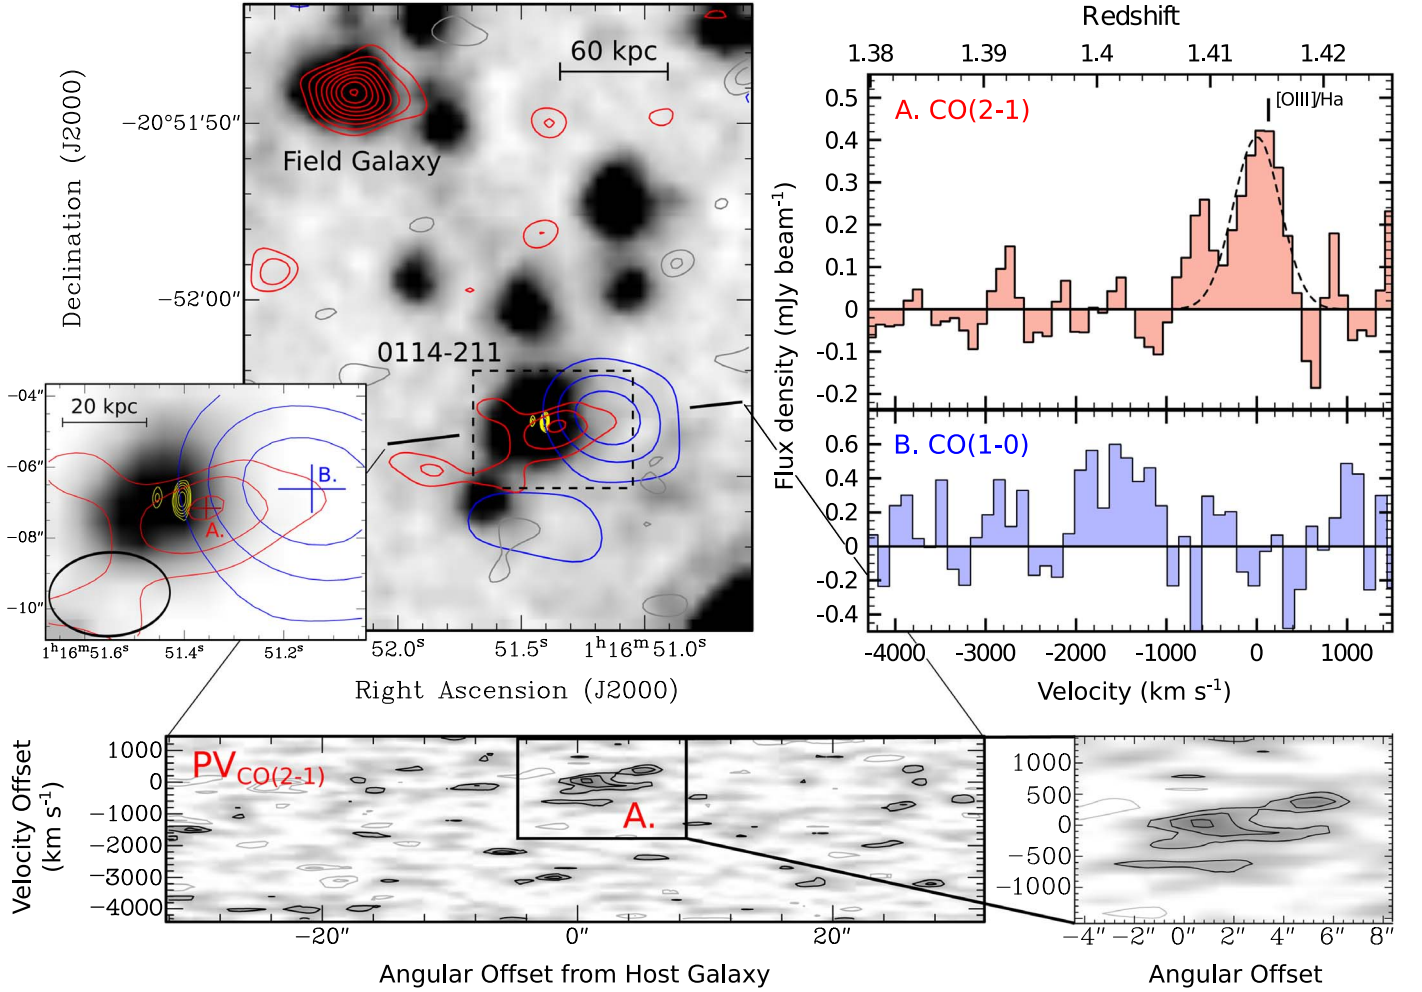 60 kpc
Field Galaxy
0114-211
Declination (J2000)
−20°51′50″
−52′00″
52.0ˢ
51.5ˢ
1ʰ16ᵐ51.0ˢ
Right Ascension (J2000)
20 kpc
−04″
−06″
−08″
−10″
1ʰ16ᵐ51.6ˢ
51.4ˢ
51.2ˢ
A.
B.
Redshift
1.38
1.39
1.4
1.41
1.42
[OIII]/Ha
A. CO(2-1)
0.5
0.4
0.3
0.2
0.1
0
-0.1
-0.2
Flux density (mJy beam⁻¹)
B. CO(1-0)
0.6
0.4
0.2
0
-0.2
-0.4
-4000
-3000
-2000
-1000
0
1000
Velocity (km s⁻¹)
PV_CO(2-1)
A.
Velocity Offset
(km s⁻¹)
1000
0
−1000
−2000
−3000
−4000
−20″
0″
20″
Angular Offset from Host Galaxy
1000
500
0
−500
−1000
−4″
−2″
0″
2″
4″
6″
8″
Angular Offset